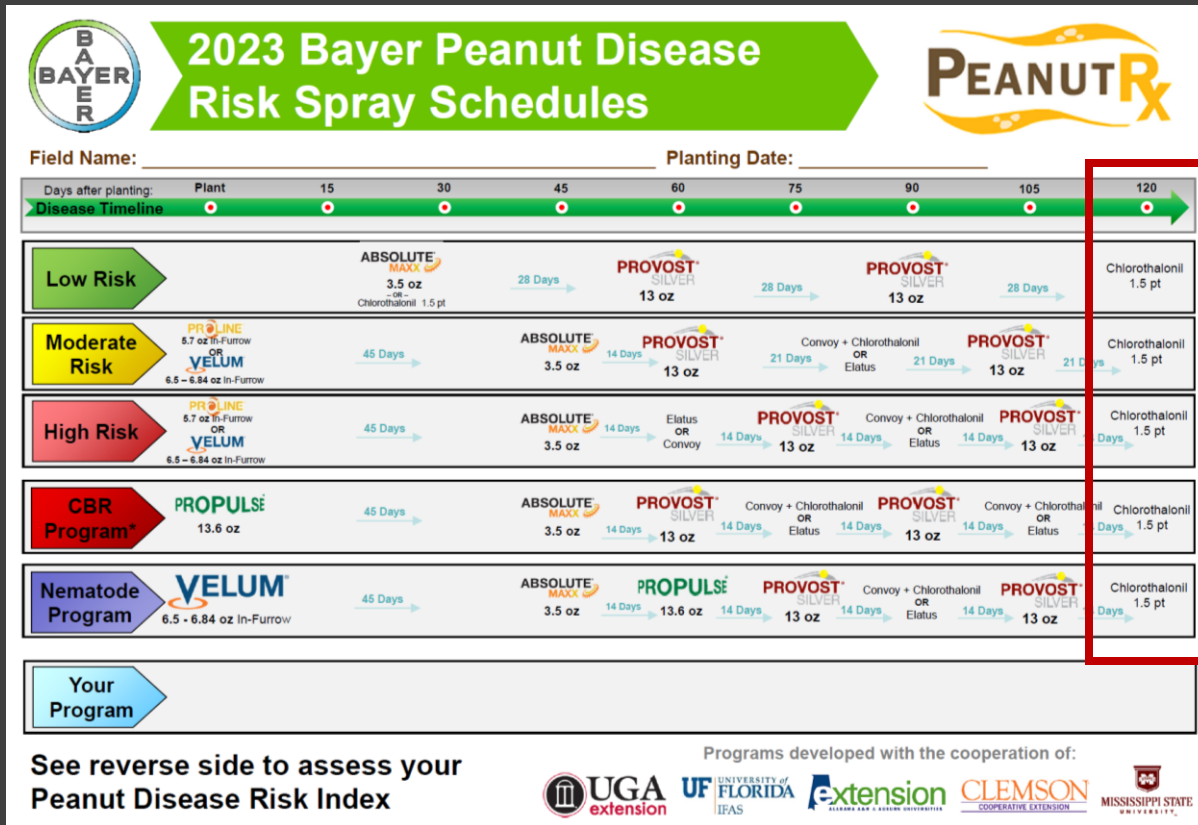 BAYER
BAYER
2023 Bayer Peanut Disease
Risk Spray Schedules
PEANUT Rx
Field Name: Planting Date:
Days after planting: Plant 15 30 45 60 75 90 105 120
Disease Timeline
Low Risk
ABSOLUTE
MAXX
3.5 oz
– OR –
Chlorothalonil 1.5 pt
28 Days
PROVOST
SILVER
13 oz
28 Days
PROVOST
SILVER
13 oz
28 Days
Chlorothalonil
1.5 pt
Moderate
Risk
PROLINE
5.7 oz In-Furrow
OR
VELUM
6.5 – 6.84 oz In-Furrow
45 Days
ABSOLUTE
MAXX
3.5 oz
14 Days
PROVOST
SILVER
13 oz
21 Days
Convoy + Chlorothalonil
OR
Elatus
21 Days
PROVOST
SILVER
13 oz
21 Days
Chlorothalonil
1.5 pt
High Risk
PROLINE
5.7 oz In-Furrow
OR
VELUM
6.5 – 6.84 oz In-Furrow
45 Days
ABSOLUTE
MAXX
3.5 oz
14 Days
Elatus
OR
Convoy
14 Days
PROVOST
SILVER
13 oz
14 Days
Convoy + Chlorothalonil
OR
Elatus
14 Days
PROVOST
SILVER
13 oz
Days
Chlorothalonil
1.5 pt
CBR
Program*
PROPULSE
13.6 oz
45 Days
ABSOLUTE
MAXX
3.5 oz
14 Days
PROVOST
SILVER
13 oz
14 Days
Convoy + Chlorothalonil
OR
Elatus
14 Days
PROVOST
SILVER
13 oz
14 Days
Convoy + Chlorothalonil
OR
Elatus
Days
Chlorothalonil
1.5 pt
Nematode
Program
VELUM
6.5 - 6.84 oz In-Furrow
45 Days
ABSOLUTE
MAXX
3.5 oz
14 Days
PROPULSE
13.6 oz
14 Days
PROVOST
SILVER
13 oz
14 Days
Convoy + Chlorothalonil
OR
Elatus
14 Days
PROVOST
SILVER
13 oz
Days
Chlorothalonil
1.5 pt
Your
Program
See reverse side to assess your
Peanut Disease Risk Index
Programs developed with the cooperation of:
UGA
extension
UF UNIVERSITY of
FLORIDA
IFAS
extension
ALABAMA A&M & AUBURN UNIVERSITIES
CLEMSON
COOPERATIVE EXTENSION
MISSISSIPPI STATE
UNIVERSITY